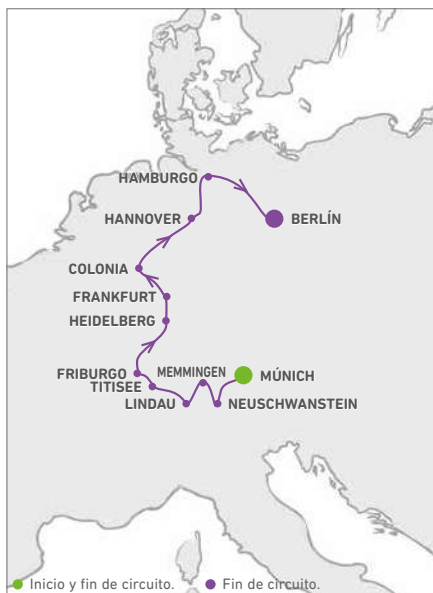 HAMBURGO
HANNOVER
BERLÍN
COLONIA
FRANKFURT
HEIDELBERG
FRIBURGO
MEMMINGEN
MÚNICH
TITISEE
LINDAU
NEUSCHWANSTEIN
Inicio y fin de circuito.
Fin de circuito.